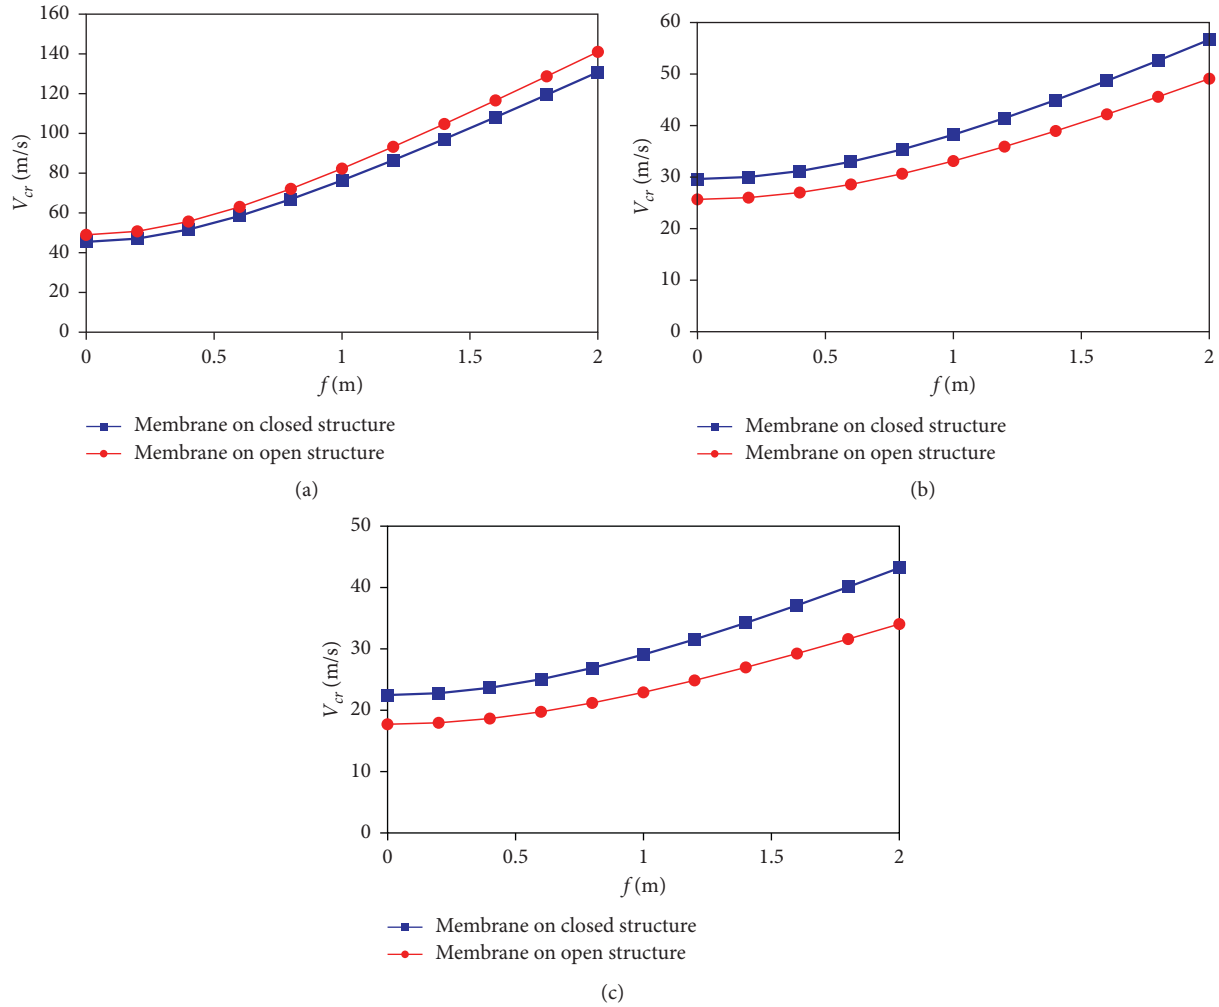 160
140
120
100
80
60
40
20
0
V_cr (m/s)
0 0.5 1 1.5 2
f (m)
Membrane on closed structure
Membrane on open structure
(a)
60
50
40
30
20
10
0
V_cr (m/s)
0 0.5 1 1.5 2
f (m)
Membrane on closed structure
Membrane on open structure
(b)
50
40
30
20
10
0
V_cr (m/s)
0 0.5 1 1.5 2
f (m)
Membrane on closed structure
Membrane on open structure
(c)